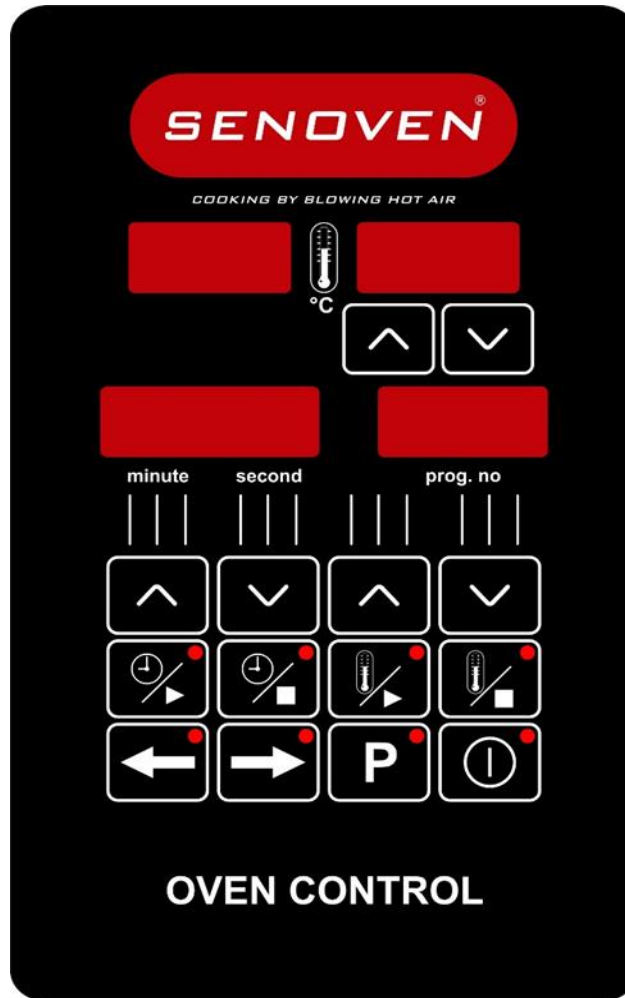 SENOVEN®
COOKING BY BLOWING HOT AIR
°C
minute second prog. no
P
OVEN CONTROL